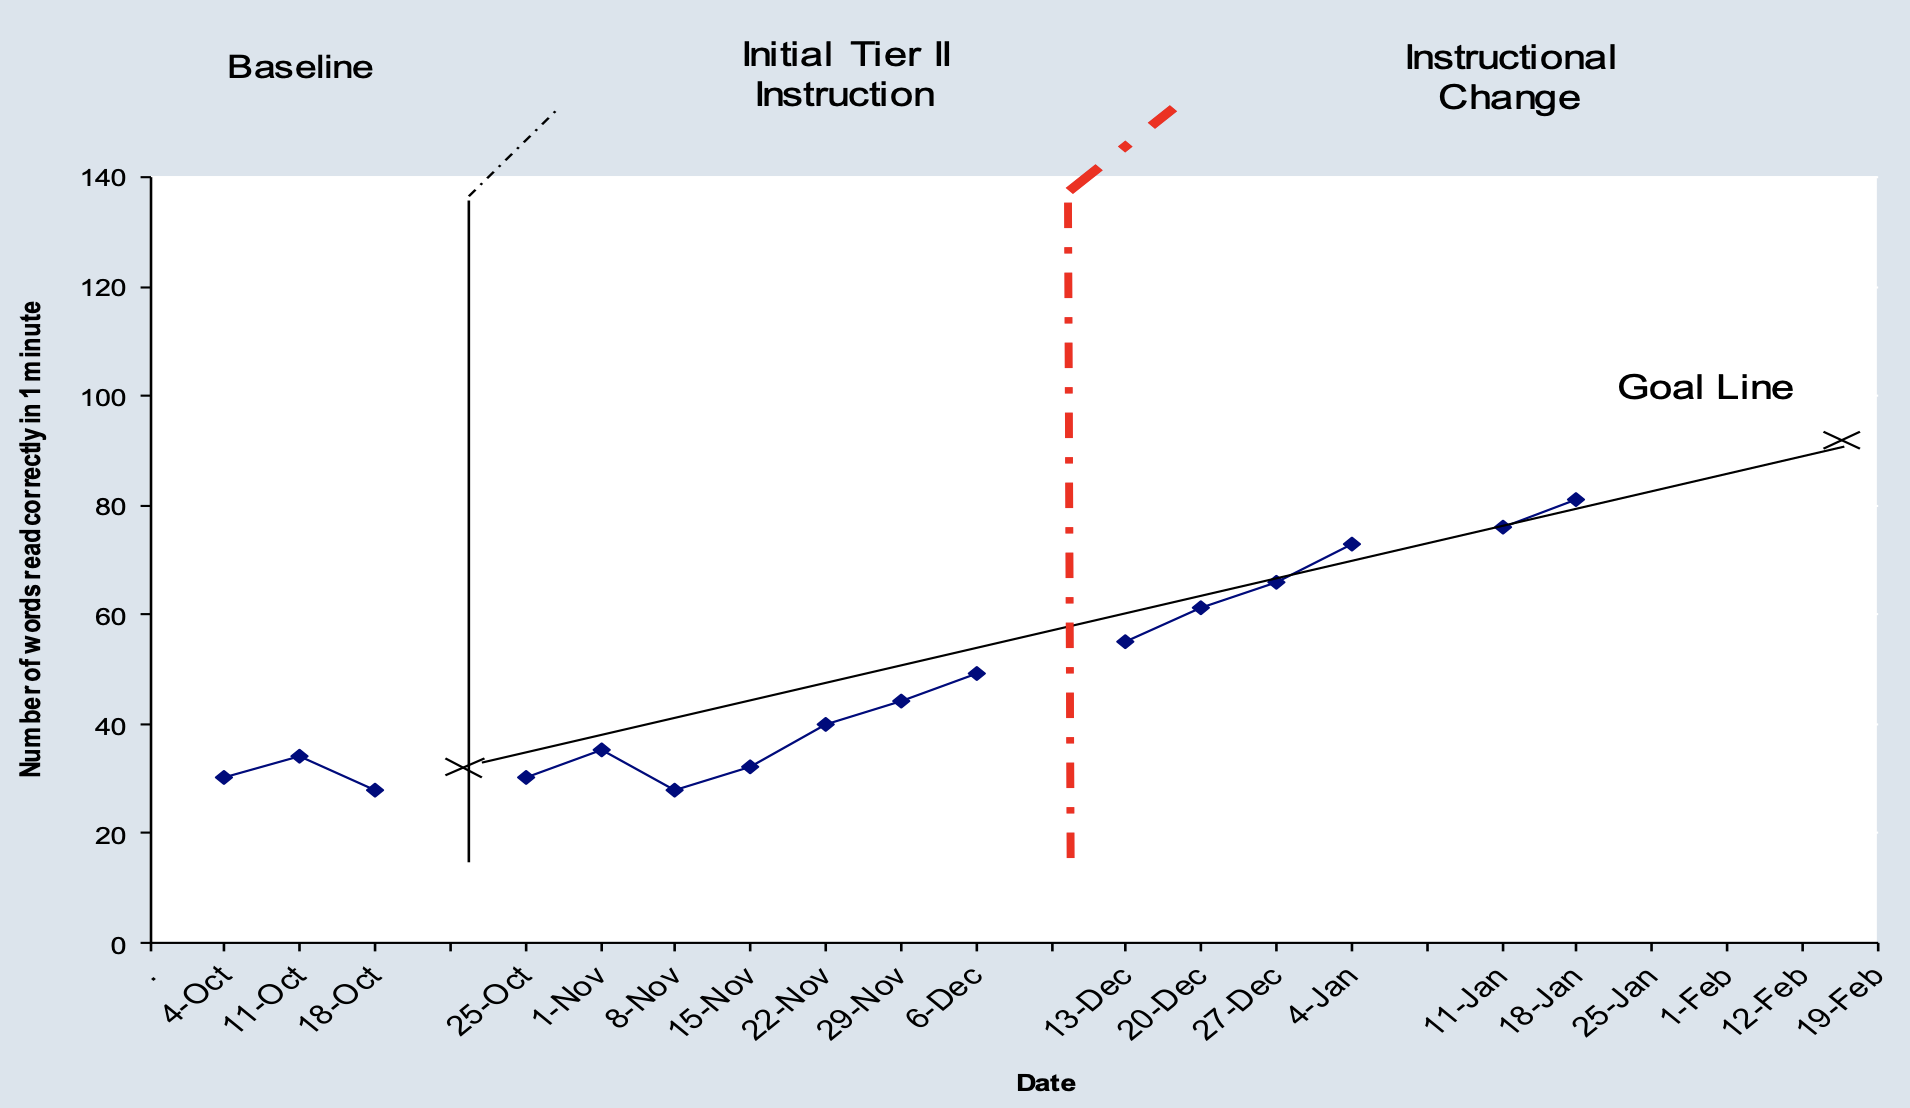 Baseline
Initial Tier II
Instruction
Instructional
Change
140
120
100
80
60
40
20
0
Number of words read correctly in 1 minute
Goal Line
.
4-Oct
11-Oct
18-Oct
25-Oct
1-Nov
8-Nov
15-Nov
22-Nov
29-Nov
6-Dec
13-Dec
20-Dec
27-Dec
4-Jan
11-Jan
18-Jan
25-Jan
1-Feb
12-Feb
19-Feb
Date